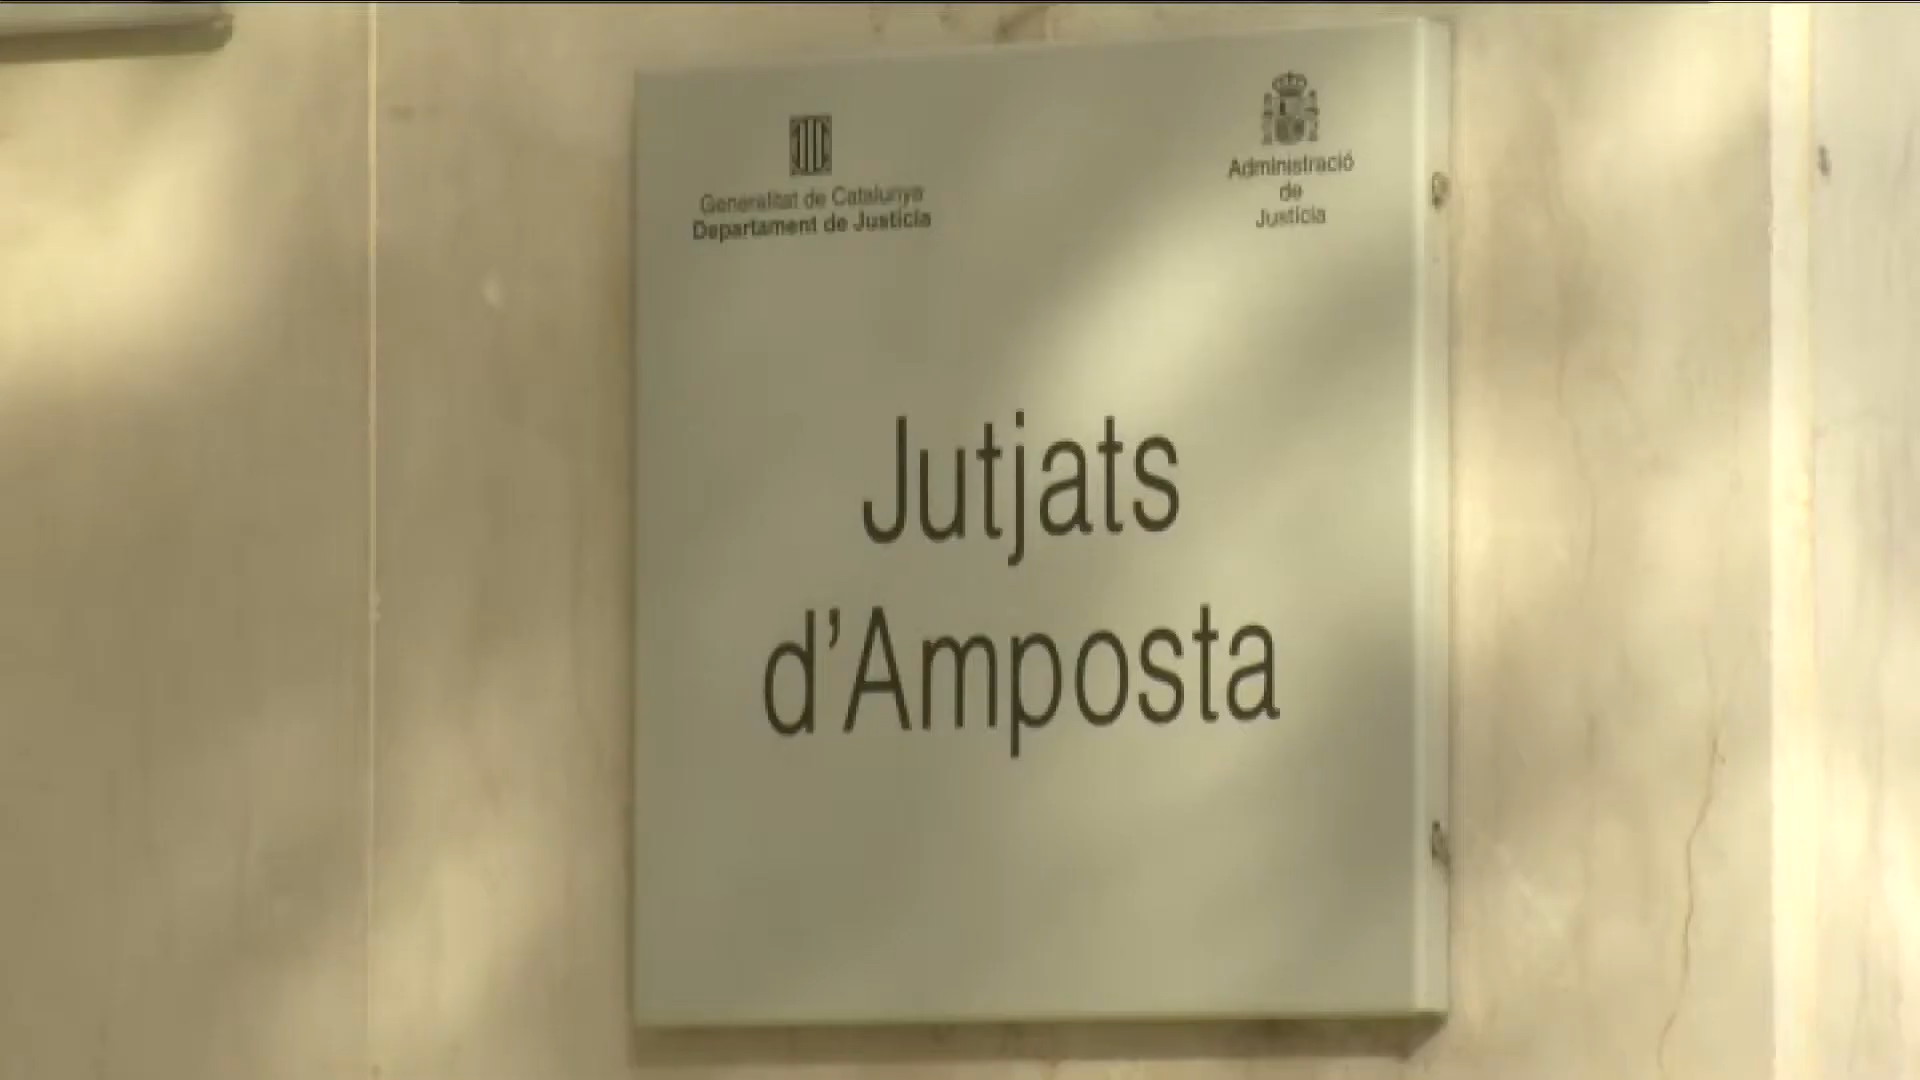 Generalitat de Catalunya
Departament de Justícia
Administració
de
Justícia
Jutjats
d'Amposta